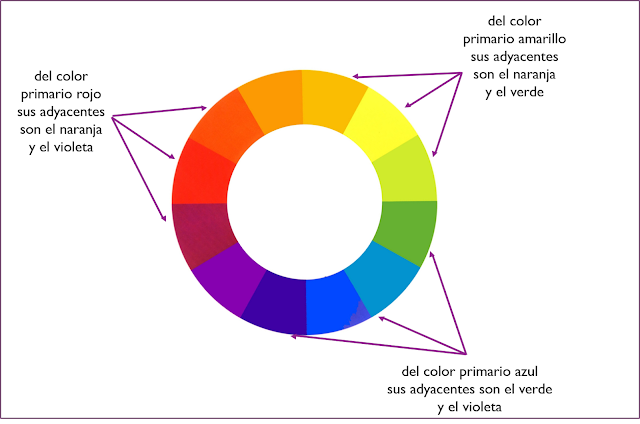 del color
primario rojo
sus adyacentes
son el naranja
y el violeta
del color
primario amarillo
sus adyacentes
son el naranja
y el verde
del color primario azul
sus adyacentes son el verde
y el violeta